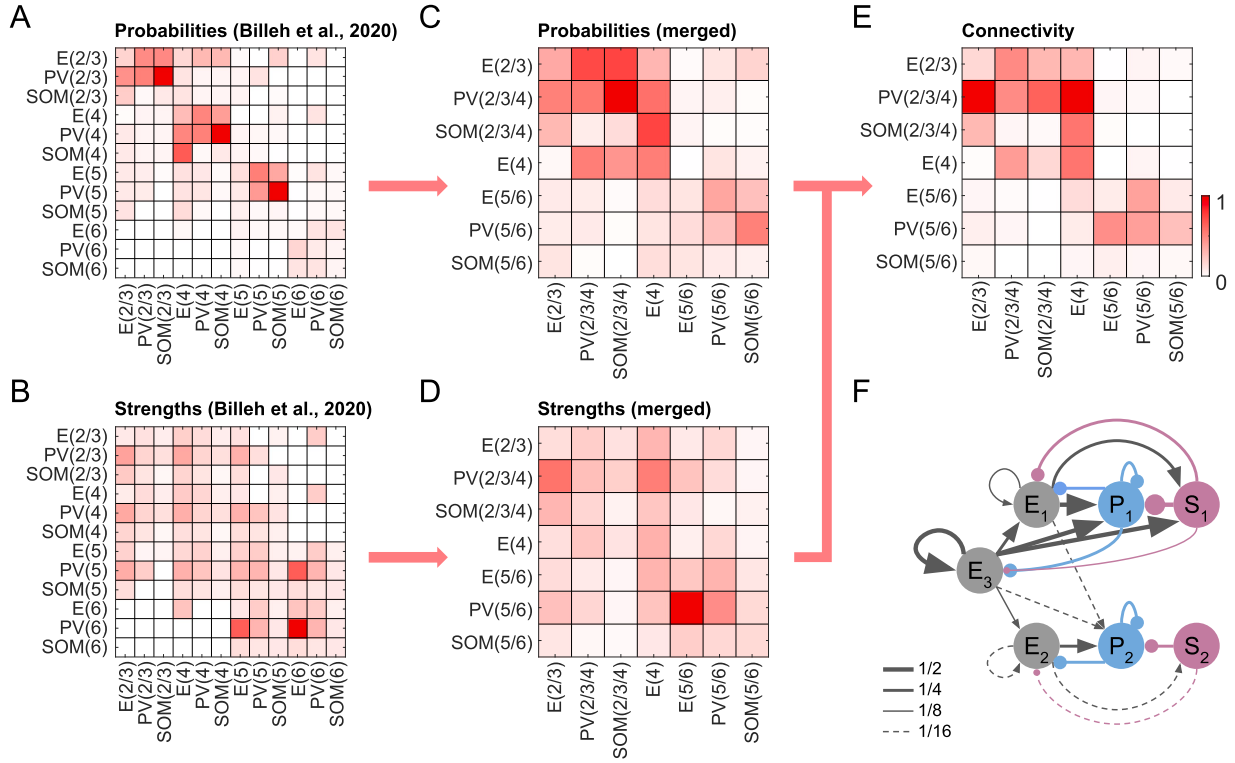 A
Probabilities (Billeh et al., 2020)
E(2/3)
PV(2/3)
SOM(2/3)
E(4)
PV(4)
SOM(4)
E(5)
PV(5)
SOM(5)
E(6)
PV(6)
SOM(6)
E(2/3)
PV(2/3)
SOM(2/3)
E(4)
PV(4)
SOM(4)
E(5)
PV(5)
SOM(5)
E(6)
PV(6)
SOM(6)
C
Probabilities (merged)
E(2/3)
PV(2/3/4)
SOM(2/3/4)
E(4)
E(5/6)
PV(5/6)
SOM(5/6)
E(2/3)
PV(2/3/4)
SOM(2/3/4)
E(4)
E(5/6)
PV(5/6)
SOM(5/6)
E
Connectivity
E(2/3)
PV(2/3/4)
SOM(2/3/4)
E(4)
E(5/6)
PV(5/6)
SOM(5/6)
E(2/3)
PV(2/3/4)
SOM(2/3/4)
E(4)
E(5/6)
PV(5/6)
SOM(5/6)
1
0
B
Strengths (Billeh et al., 2020)
E(2/3)
PV(2/3)
SOM(2/3)
E(4)
PV(4)
SOM(4)
E(5)
PV(5)
SOM(5)
E(6)
PV(6)
SOM(6)
E(2/3)
PV(2/3)
SOM(2/3)
E(4)
PV(4)
SOM(4)
E(5)
PV(5)
SOM(5)
E(6)
PV(6)
SOM(6)
D
Strengths (merged)
E(2/3)
PV(2/3/4)
SOM(2/3/4)
E(4)
E(5/6)
PV(5/6)
SOM(5/6)
E(2/3)
PV(2/3/4)
SOM(2/3/4)
E(4)
E(5/6)
PV(5/6)
SOM(5/6)
F
E1 P1 S1
E3
E2 P2 S2
1/2
1/4
1/8
1/16